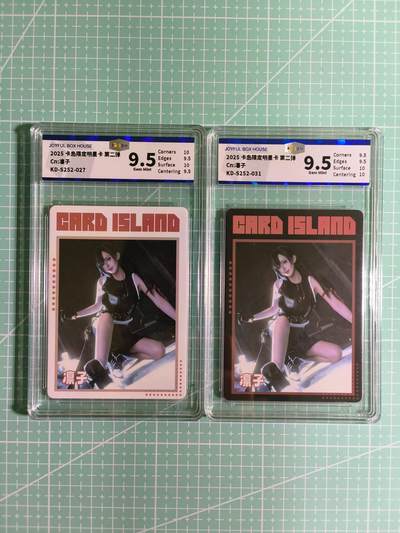 JOYFUL BOX HOUSE
2025 卡岛限定明星卡 第二弹
Cn:凛子
KD-S252-027
9.5
Gem Mint
Corners 10
Edges 9.5
Surface 10
Centering 9.5
JOYFUL BOX HOUSE
2025 卡岛限定明星卡 第二弹
Cn:凛子
KD-S252-031
9.5
Gem Mint
Corners 9.5
Edges 9.5
Surface 10
Centering 10
CARD ISLAND
凛子
CARD ISLAND
凛子